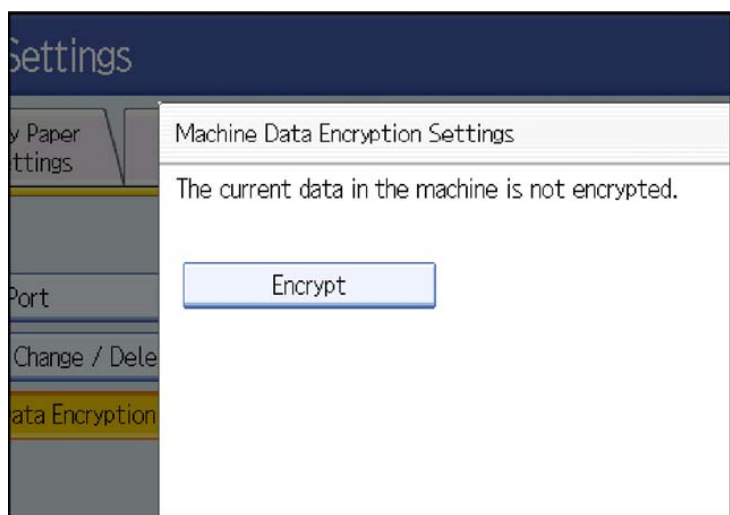 Settings
y Paper
ttings
Machine Data Encryption Settings
The current data in the machine is not encrypted.
Encrypt
Port
Change / Dele
ata Encryption